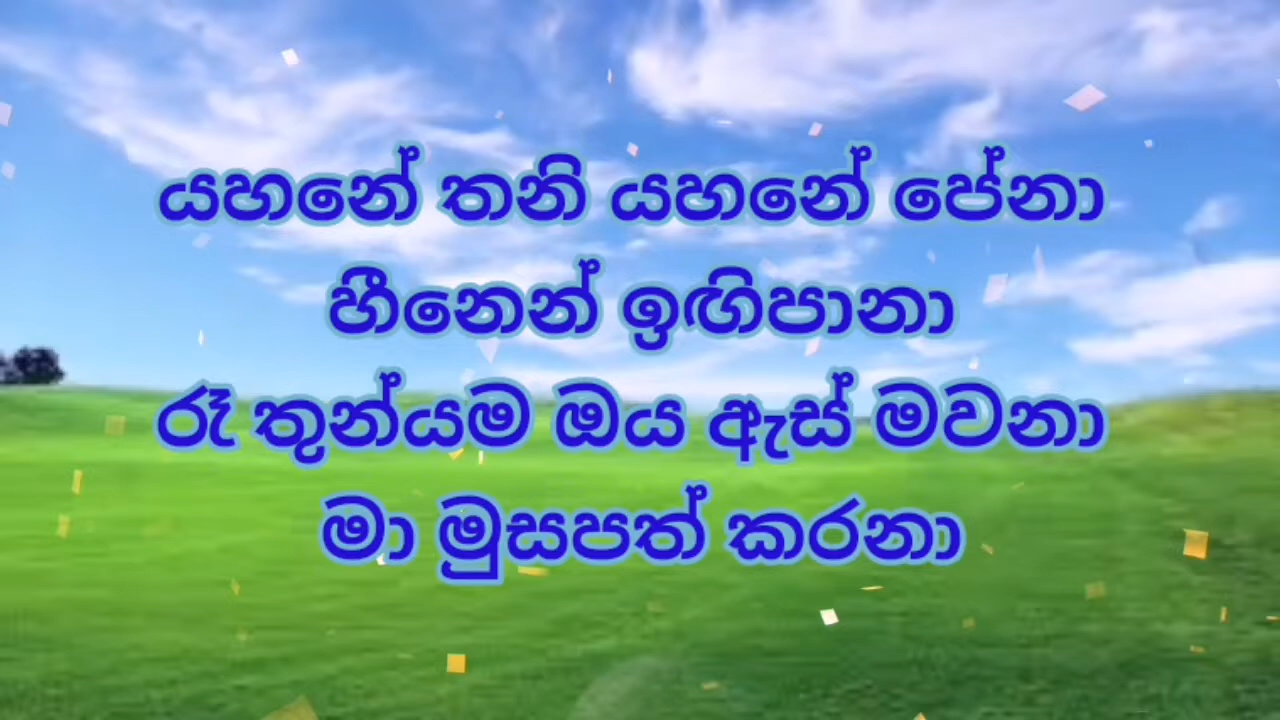 යහනේ තනි යහනේ පේනා
හීනෙන් ඉඟිපානා
රෑ තුන්යම ඔය ඇස් මවනා
මා මුසපත් කරනා